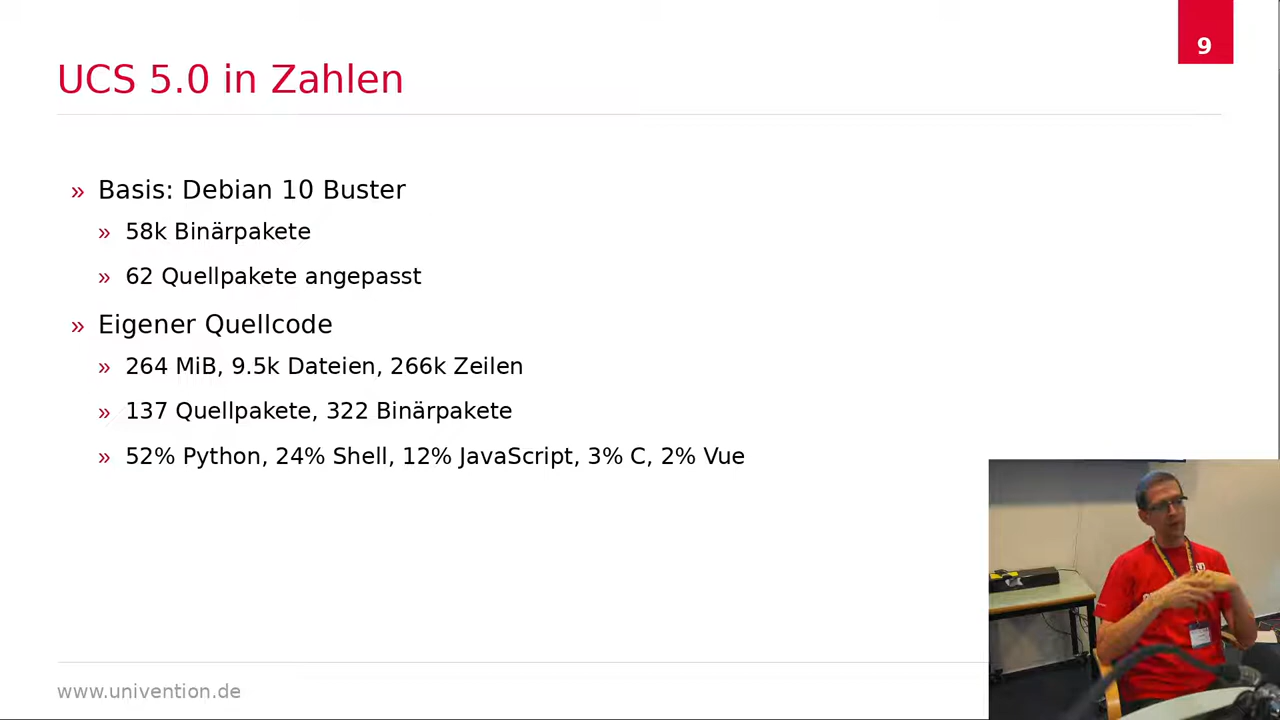 9
UCS 5.0 in Zahlen
» Basis: Debian 10 Buster
» 58k Binärpakete
» 62 Quellpakete angepasst
» Eigener Quellcode
» 264 MiB, 9.5k Dateien, 266k Zeilen
» 137 Quellpakete, 322 Binärpakete
» 52% Python, 24% Shell, 12% JavaScript, 3% C, 2% Vue
www.univention.de